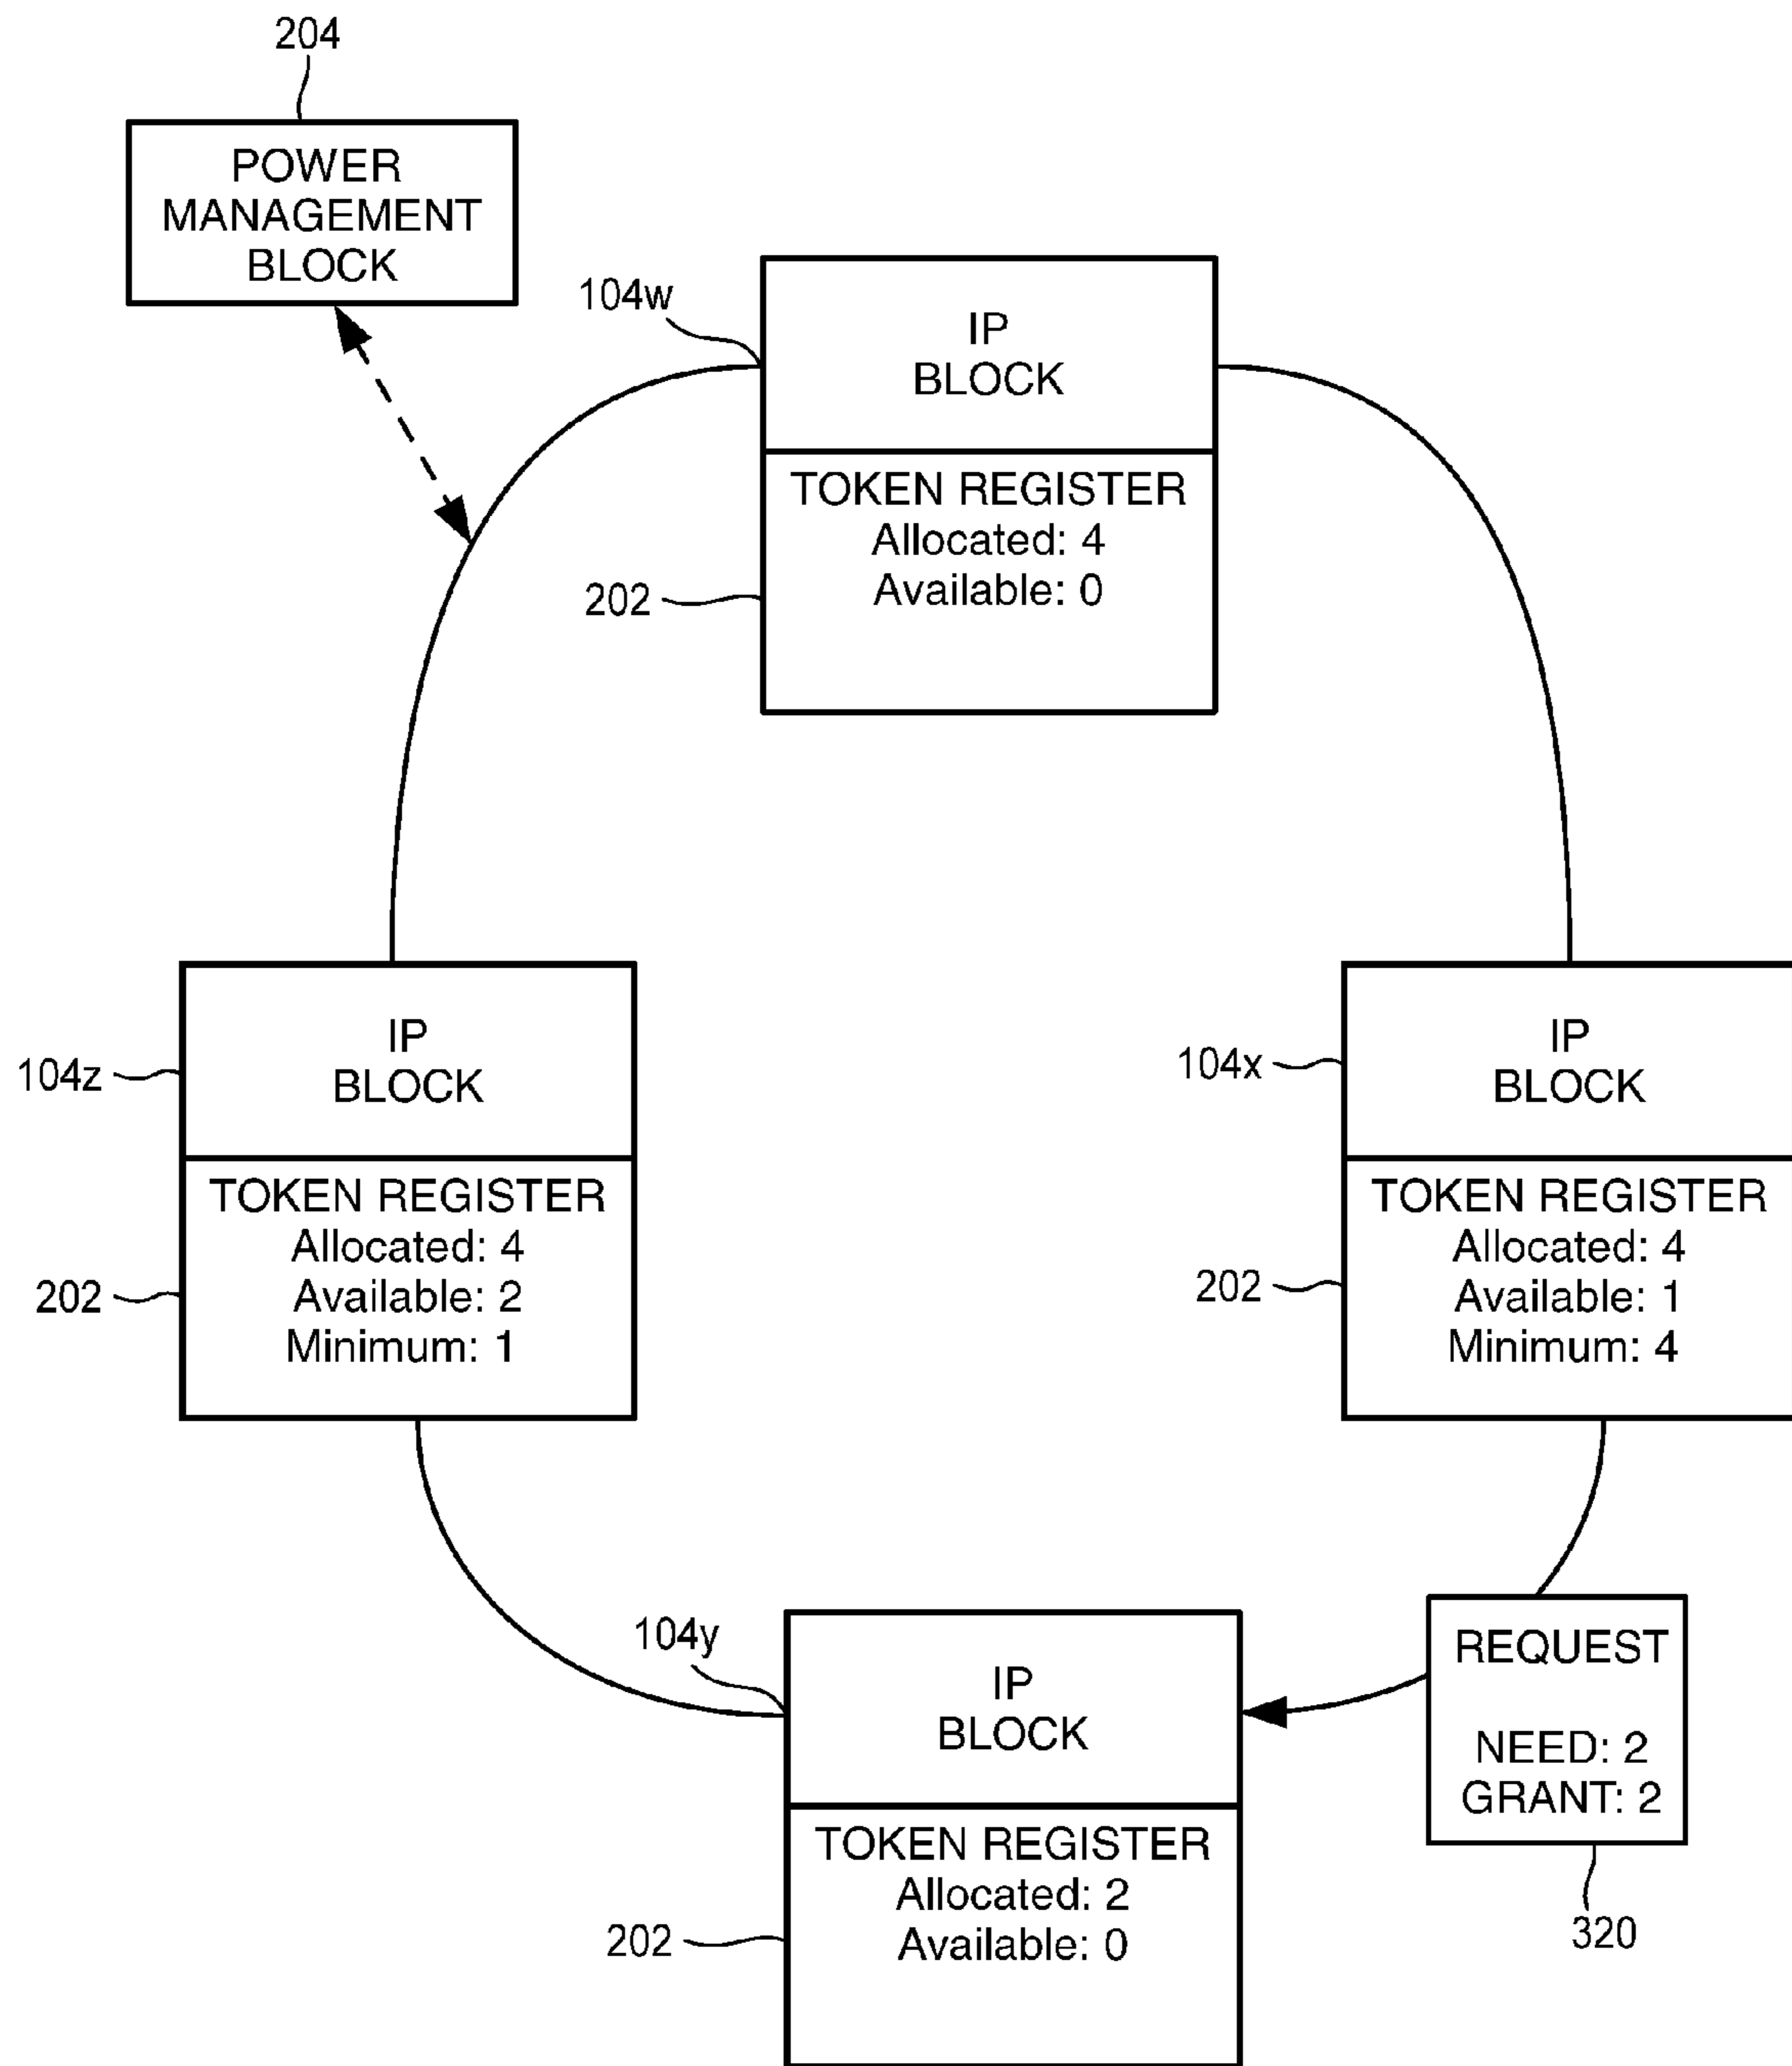 204
POWER
MANAGEMENT
BLOCK
104w
IP
BLOCK
TOKEN REGISTER
Allocated: 4
Available: 0
202
104z
IP
BLOCK
TOKEN REGISTER
Allocated: 4
Available: 2
Minimum: 1
202
104x
IP
BLOCK
TOKEN REGISTER
Allocated: 4
Available: 1
Minimum: 4
202
104y
IP
BLOCK
TOKEN REGISTER
Allocated: 2
Available: 0
202
REQUEST
NEED: 2
GRANT: 2
320